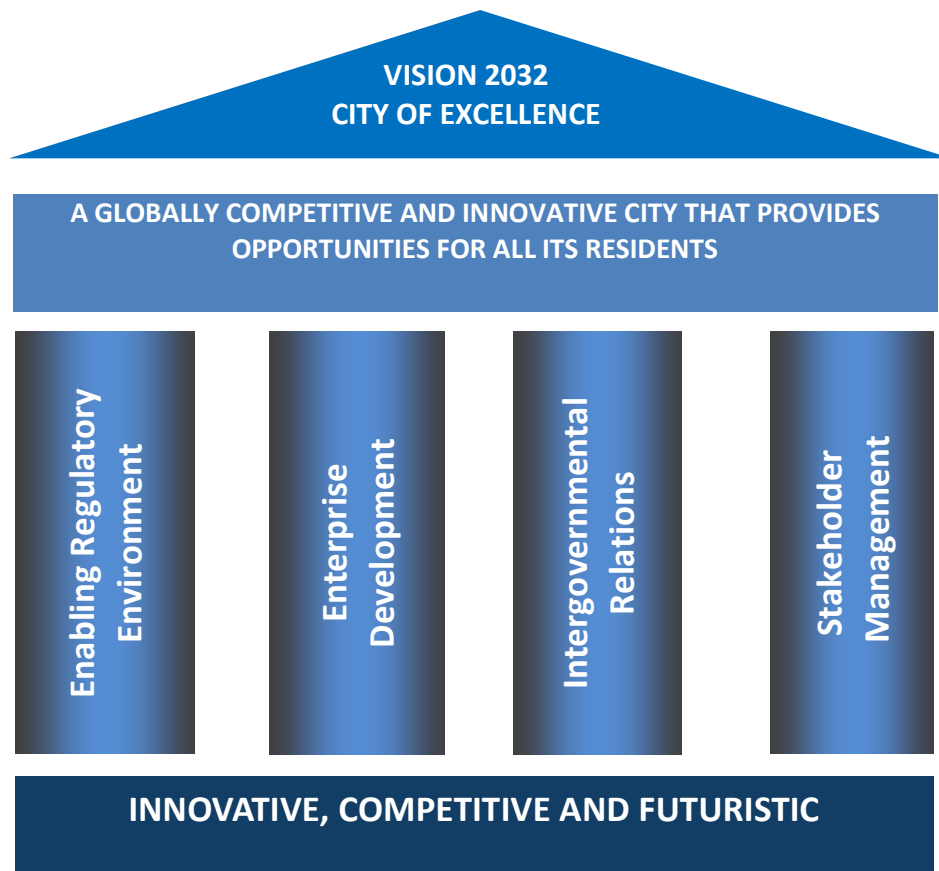 VISION 2032
CITY OF EXCELLENCE
A GLOBALLY COMPETITIVE AND INNOVATIVE CITY THAT PROVIDES
OPPORTUNITIES FOR ALL ITS RESIDENTS
Enabling Regulatory
Environment
Enterprise
Development
Intergovernmental
Relations
Stakeholder
Management
INNOVATIVE, COMPETITIVE AND FUTURISTIC